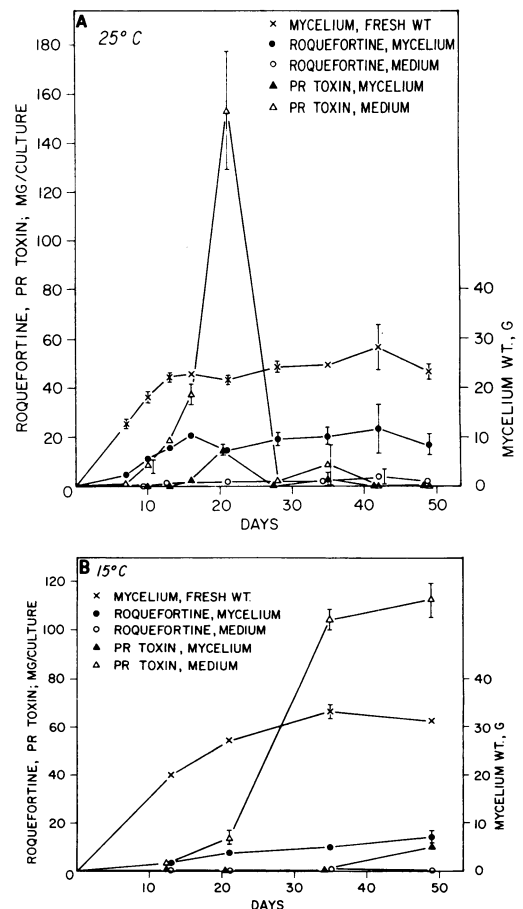 A
25°C
× MYCELIUM, FRESH WT
● ROQUEFORTINE, MYCELIUM
○ ROQUEFORTINE, MEDIUM
▲ PR TOXIN, MYCELIUM
△ PR TOXIN, MEDIUM
ROQUEFORTINE, PR TOXIN; MG/CULTURE
180
160
140
120
100
80
60
40
20
0
40
30
20
10
0
MYCELIUM WT., G
10 20 30 40 50
DAYS
B 15°C
× MYCELIUM, FRESH WT.
● ROQUEFORTINE, MYCELIUM
○ ROQUEFORTINE, MEDIUM
▲ PR TOXIN, MYCELIUM
△ PR TOXIN, MEDIUM
ROQUEFORTINE, PR TOXIN; MG/CULTURE
120
100
80
60
40
20
0
40
30
20
10
0
MYCELIUM WT., G
10 20 30 40 50
DAYS